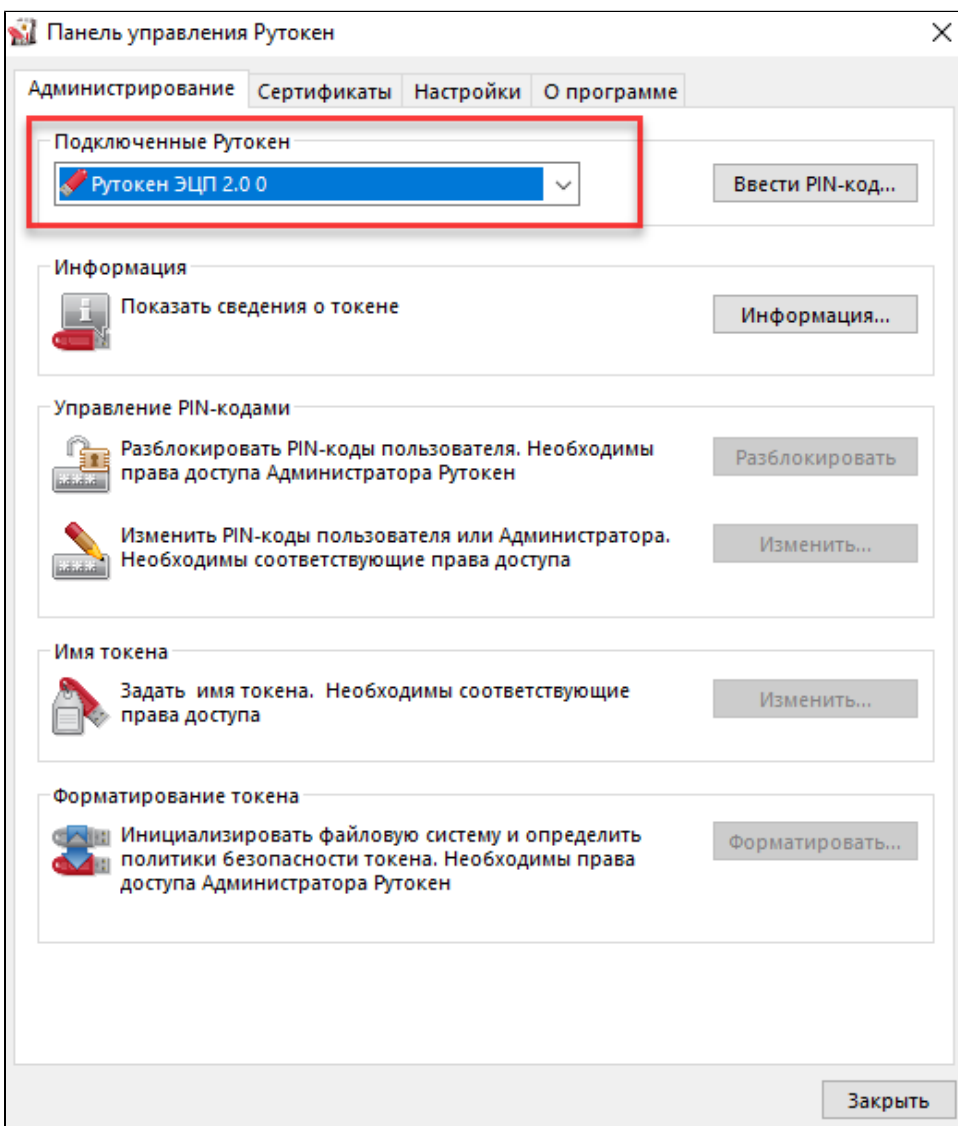 Панель управления Рутокен
Администрирование Сертификаты Настройки О программе
Подключенные Рутокен
Рутокен ЭЦП 2.0 0
Ввести PIN-код...
Информация
Показать сведения о токене
Информация...
Управление PIN-кодами
Разблокировать PIN-коды пользователя. Необходимы
права доступа Администратора Рутокен
Разблокировать
Изменить PIN-коды пользователя или Администратора.
Необходимы соответствующие права доступа
Изменить...
Имя токена
Задать имя токена. Необходимы соответствующие
права доступа
Изменить...
Форматирование токена
Инициализировать файловую систему и определить
политики безопасности токена. Необходимы права
доступа Администратора Рутокен
Форматировать...
Закрыть